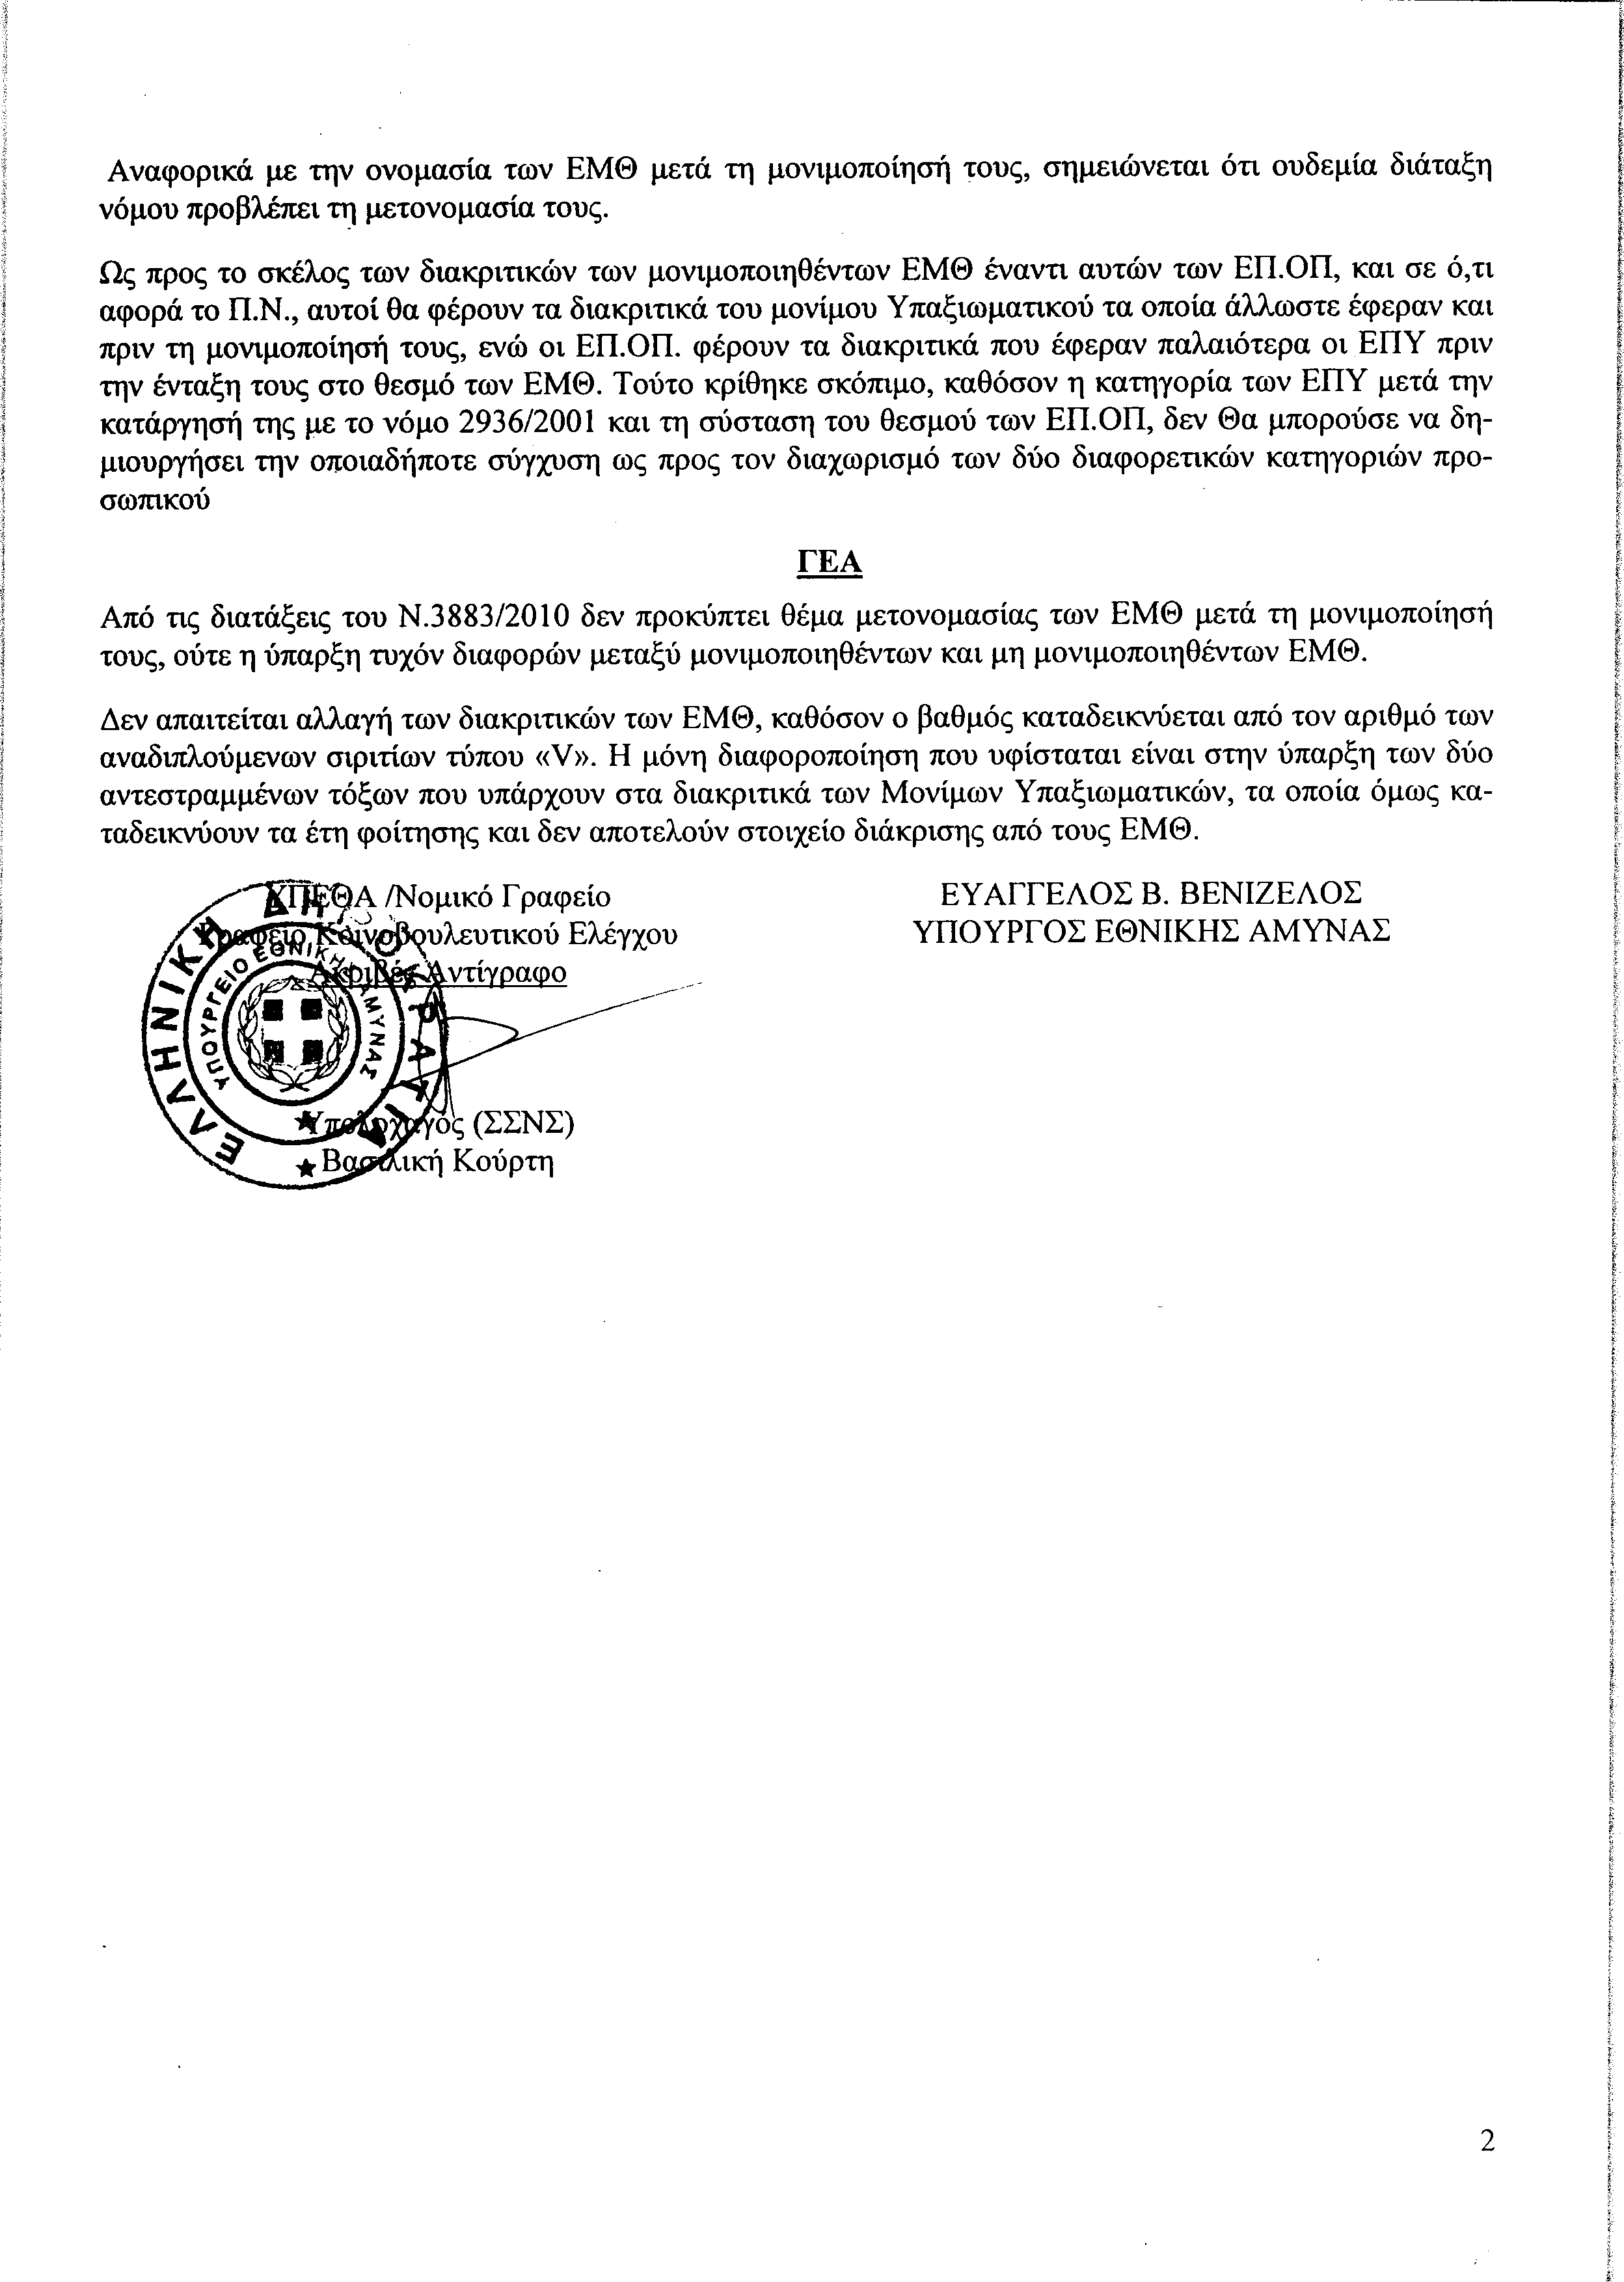 Αναφορικά με την ονομασία των ΕΜΘ μετά τη μονιμοποίησή τους, σημειώνεται ότι ουδεμία διάταξη
νόμου προβλέπει τη μετονομασία τους.
Ως προς το σκέλος των διακριτικών των μονιμοποιηθέντων ΕΜΘ έναντι αυτών των ΕΠ.ΟΠ, και σε ό,τι
αφορά το Π.Ν., αυτοί θα φέρουν τα διακριτικά του μονίμου Υπαξιωματικού τα οποία άλλωστε έφεραν και
πριν τη μονιμοποίησή τους, ενώ οι ΕΠ.ΟΠ. φέρουν τα διακριτικά που έφεραν παλαιότερα οι ΕΠΥ πριν
την ένταξη τους στο θεσμό των ΕΜΘ. Τούτο κρίθηκε σκόπιμο, καθόσον η κατηγορία των ΕΠΥ μετά την
κατάργησή της με το νόμο 2936/2001 και τη σύσταση του θεσμού των ΕΠ.ΟΠ, δεν Θα μπορούσε να δη-
μιουργήσει την οποιαδήποτε σύγχυση ως προς τον διαχωρισμό των δύο διαφορετικών κατηγοριών προ-
σωπικού
ΓΕΑ
Από τις διατάξεις του Ν.3883/2010 δεν προκύπτει θέμα μετονομασίας των ΕΜΘ μετά τη μονιμοποίησή
τους, ούτε η ύπαρξη τυχόν διαφορών μεταξύ μονιμοποιηθέντων και μη μονιμοποιηθέντων ΕΜΘ.
Δεν απαιτείται αλλαγή των διακριτικών των ΕΜΘ, καθόσον ο βαθμός καταδεικνύεται από τον αριθμό των
αναδιπλούμενων σιριτίων τύπου «V». Η μόνη διαφοροποίηση που υφίσταται είναι στην ύπαρξη των δύο
αντεστραμμένων τόξων που υπάρχουν στα διακριτικά των Μονίμων Υπαξιωματικών, τα οποία όμως κα-
ταδεικνύουν τα έτη φοίτησης και δεν αποτελούν στοιχείο διάκρισης από τους ΕΜΘ.
ΥΠΕΘΑ /Νομικό Γραφείο
Γραφείο Κοινοβουλευτικού Ελέγχου
Ακριβές Αντίγραφο
ΕΛΛΗΝΙΚΗ ΔΗΜΟΚΡΑΤΙΑ
ΥΠΟΥΡΓΕΙΟ ΕΘΝΙΚΗΣ ΑΜΥΝΑΣ
Υπολοχαγός (ΣΣΝΣ)
Βασιλική Κούρτη
ΕΥΑΓΓΕΛΟΣ Β. ΒΕΝΙΖΕΛΟΣ
ΥΠΟΥΡΓΟΣ ΕΘΝΙΚΗΣ ΑΜΥΝΑΣ
2